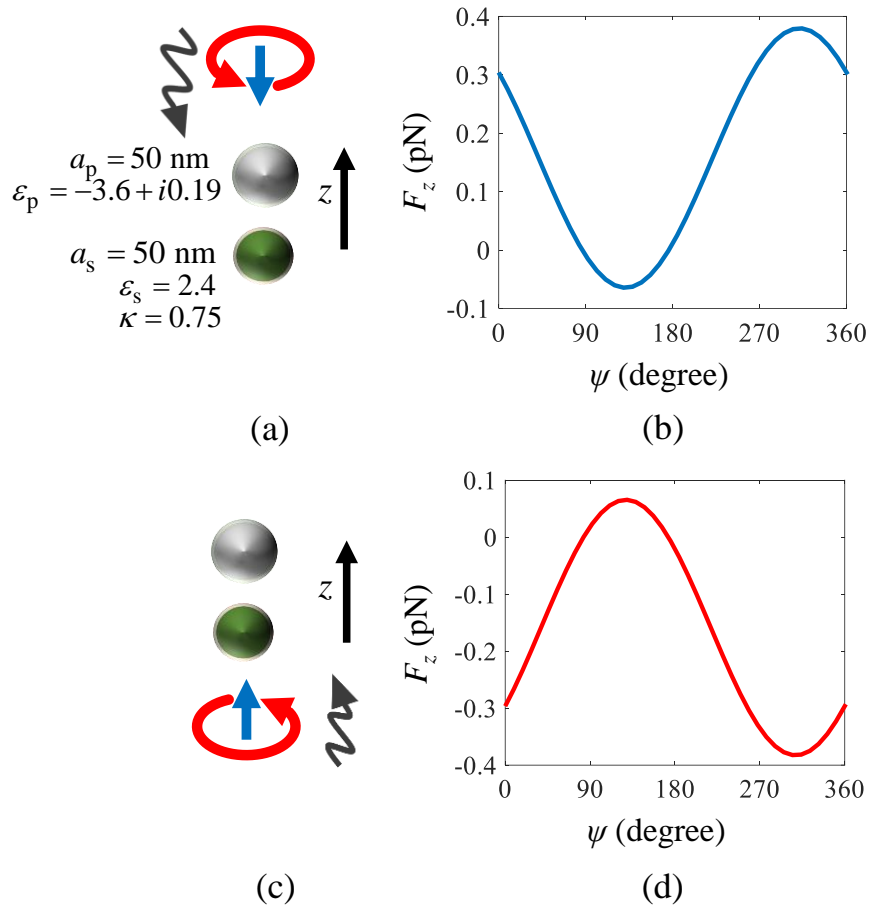 a_p = 50 nm
ε_p = −3.6 + i0.19
z
a_s = 50 nm
ε_s = 2.4
κ = 0.75
(a)
0.4
0.3
0.2
0.1
0
-0.1
F_z (pN)
0 90 180 270 360
ψ (degree)
(b)
z
(c)
0.1
0
-0.1
-0.2
-0.3
-0.4
F_z (pN)
0 90 180 270 360
ψ (degree)
(d)